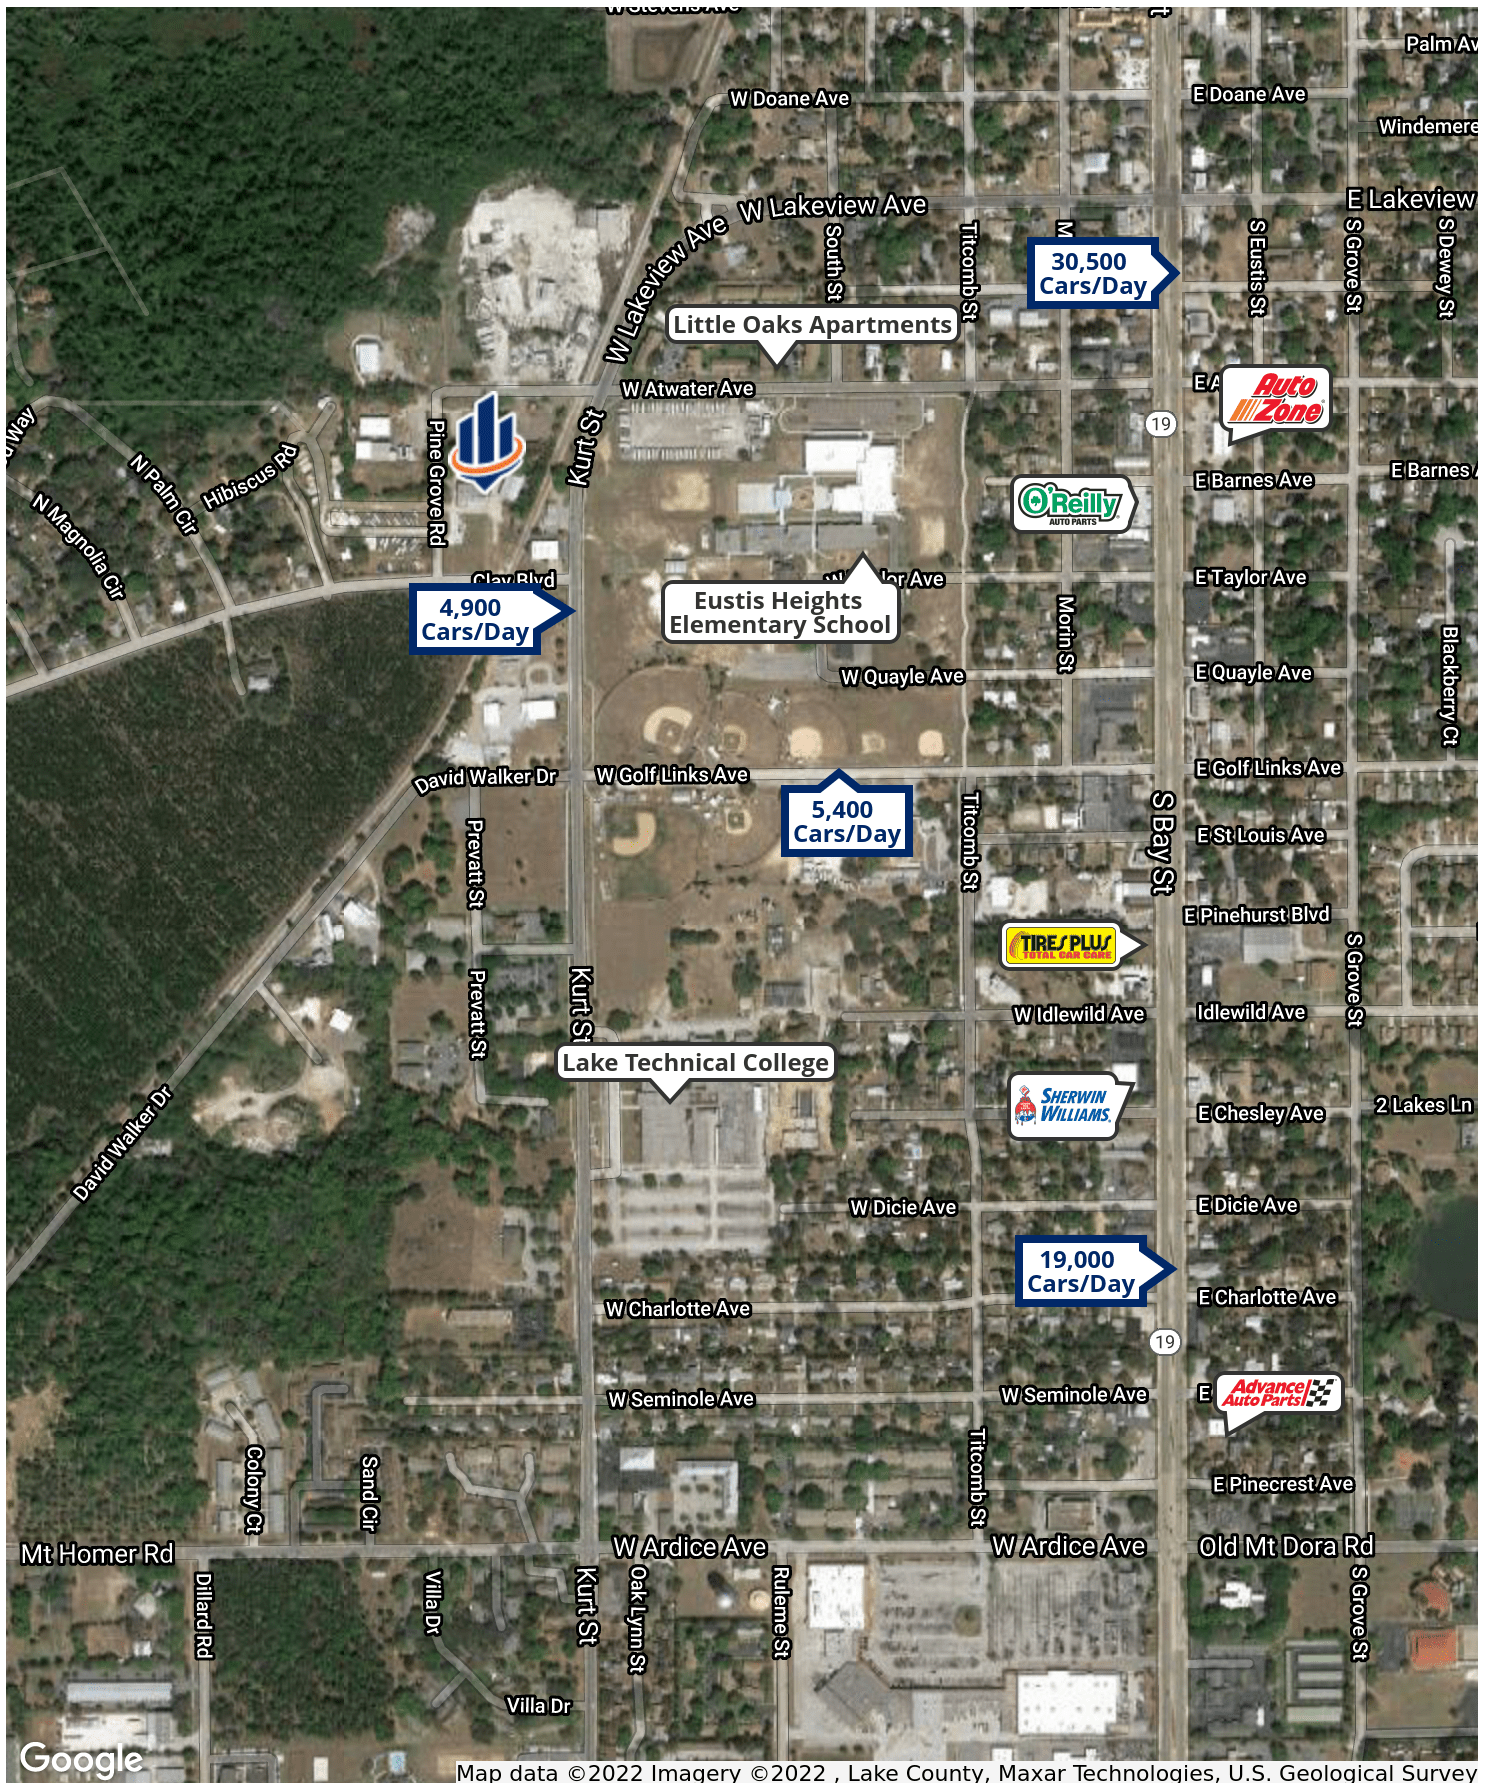 W Stevens Ave
St
Palm Av
W Doane Ave
E Doane Ave
Windemere
W Lakeview Ave
E Lakeview
W Lakeview Ave
South St
Titcomb St
M
S Eustis St
S Grove St
S Dewey St
30,500
Cars/Day
Little Oaks Apartments
W Atwater Ave
E A
Auto
Zone
19
Kurt St
Pine Grove Rd
Hibiscus Rd
N Palm Cir
N Magnolia Cir
Way
O'Reilly
AUTO PARTS
E Barnes Ave
E Barnes
Clay Blvd
4,900
Cars/Day
lor Ave
E Taylor Ave
Eustis Heights
Elementary School
Morin St
W Quayle Ave
E Quayle Ave
Blackberry Ct
David Walker Dr
W Golf Links Ave
E Golf Links Ave
5,400
Cars/Day
Prevatt St
Titcomb St
S Bay St
E St Louis Ave
E Pinehurst Blvd
TIRES PLUS
TOTAL CAR CARE
Prevatt St
Kurt St
S Grove St
W Idlewild Ave
Idlewild Ave
Lake Technical College
SHERWIN
WILLIAMS.
E Chesley Ave
2 Lakes Ln
David Walker Dr
W Dicie Ave
E Dicie Ave
19,000
Cars/Day
W Charlotte Ave
E Charlotte Ave
19
W Seminole Ave
W Seminole Ave
E
Advance
Auto Parts
Colony Ct
Sand Cir
Titcomb St
E Pinecrest Ave
Mt Homer Rd
W Ardice Ave
W Ardice Ave
Old Mt Dora Rd
Dillard Rd
Villa Dr
Kurt St
Oak Lynn St
Ruleme St
S Grove St
Villa Dr
Google
Map data ©2022 Imagery ©2022 , Lake County, Maxar Technologies, U.S. Geological Survey